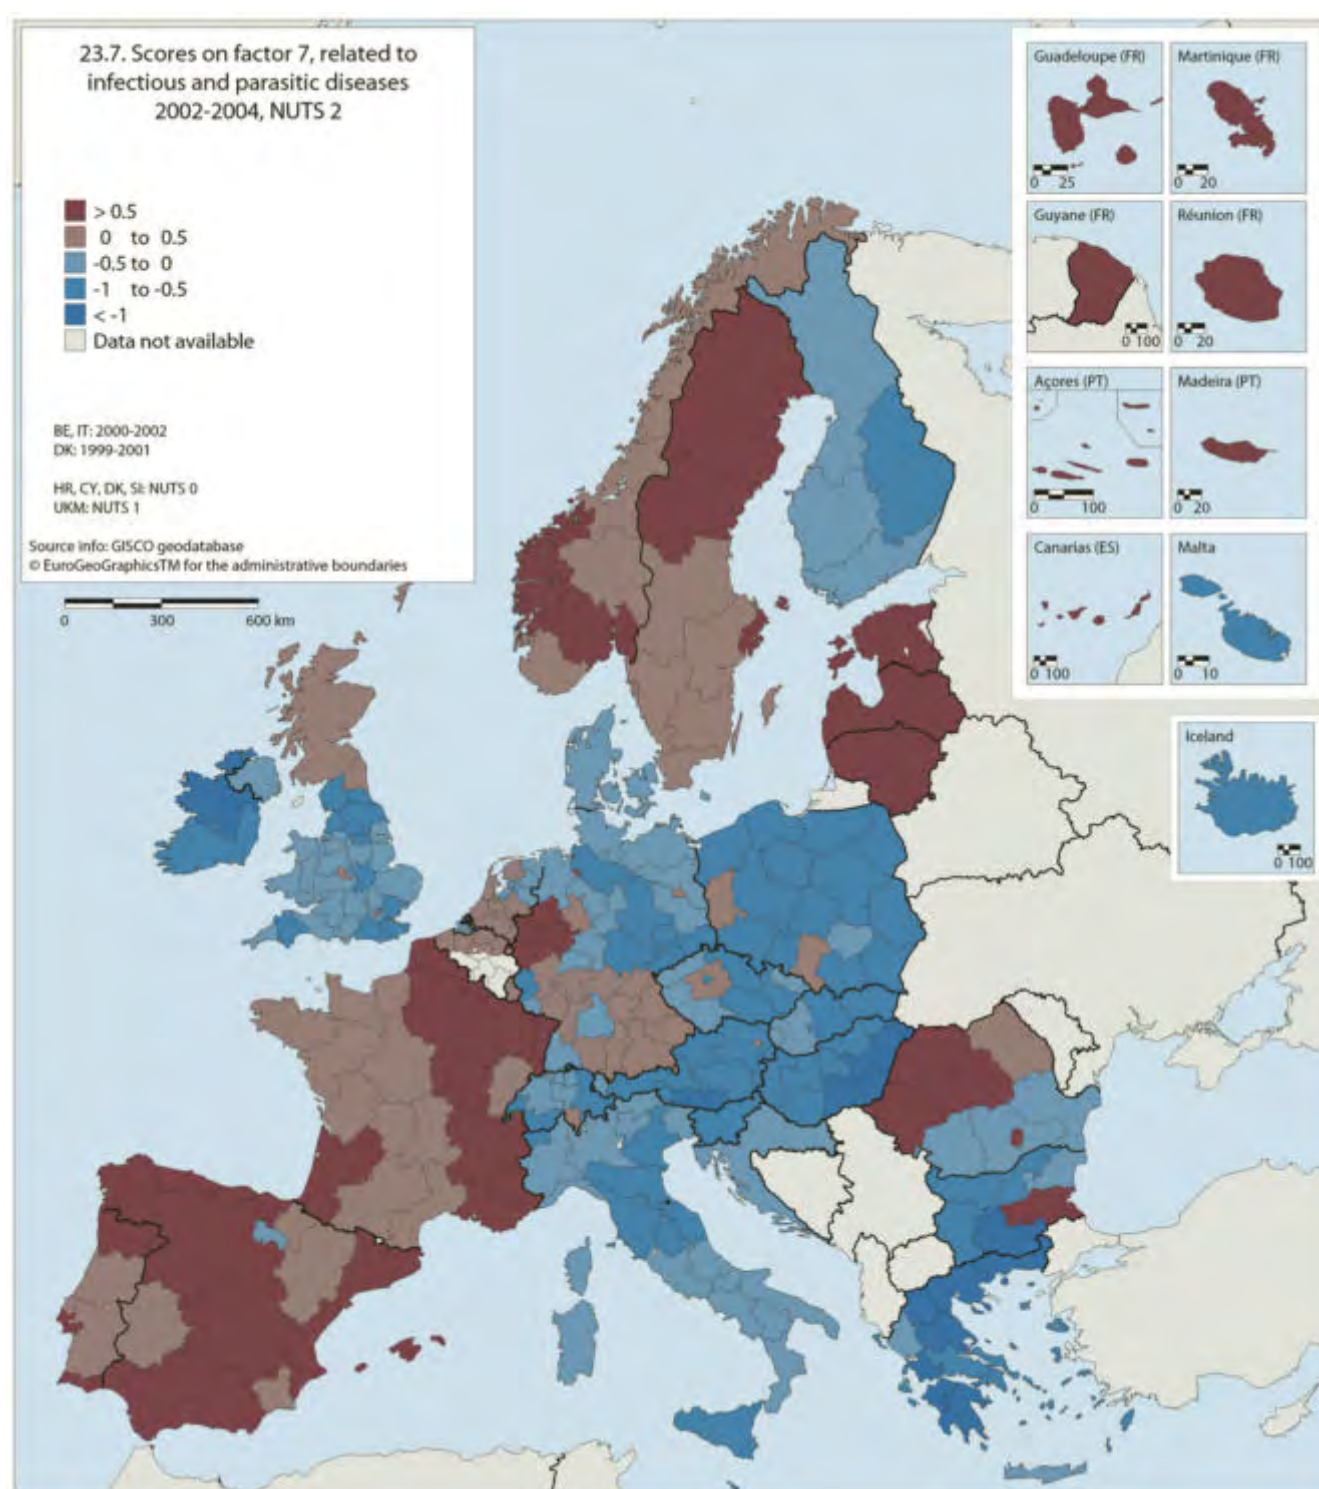 23.7. Scores on factor 7, related to
infectious and parasitic diseases
2002-2004, NUTS 2
> 0.5
0 to 0.5
-0.5 to 0
-1 to -0.5
< -1
Data not available
BE, IT: 2000-2002
DK: 1999-2001
HR, CY, DK, SI: NUTS 0
UKM: NUTS 1
Source info: GISCO geodatabase
© EuroGeoGraphicsTM for the administrative boundaries
0 300 600 km
Guadeloupe (FR)
0 25
Martinique (FR)
0 20
Guyane (FR)
0 100
Réunion (FR)
0 20
Açores (PT)
0 100
Madeira (PT)
0 20
Canarias (ES)
0 100
Malta
0 10
Iceland
0 100